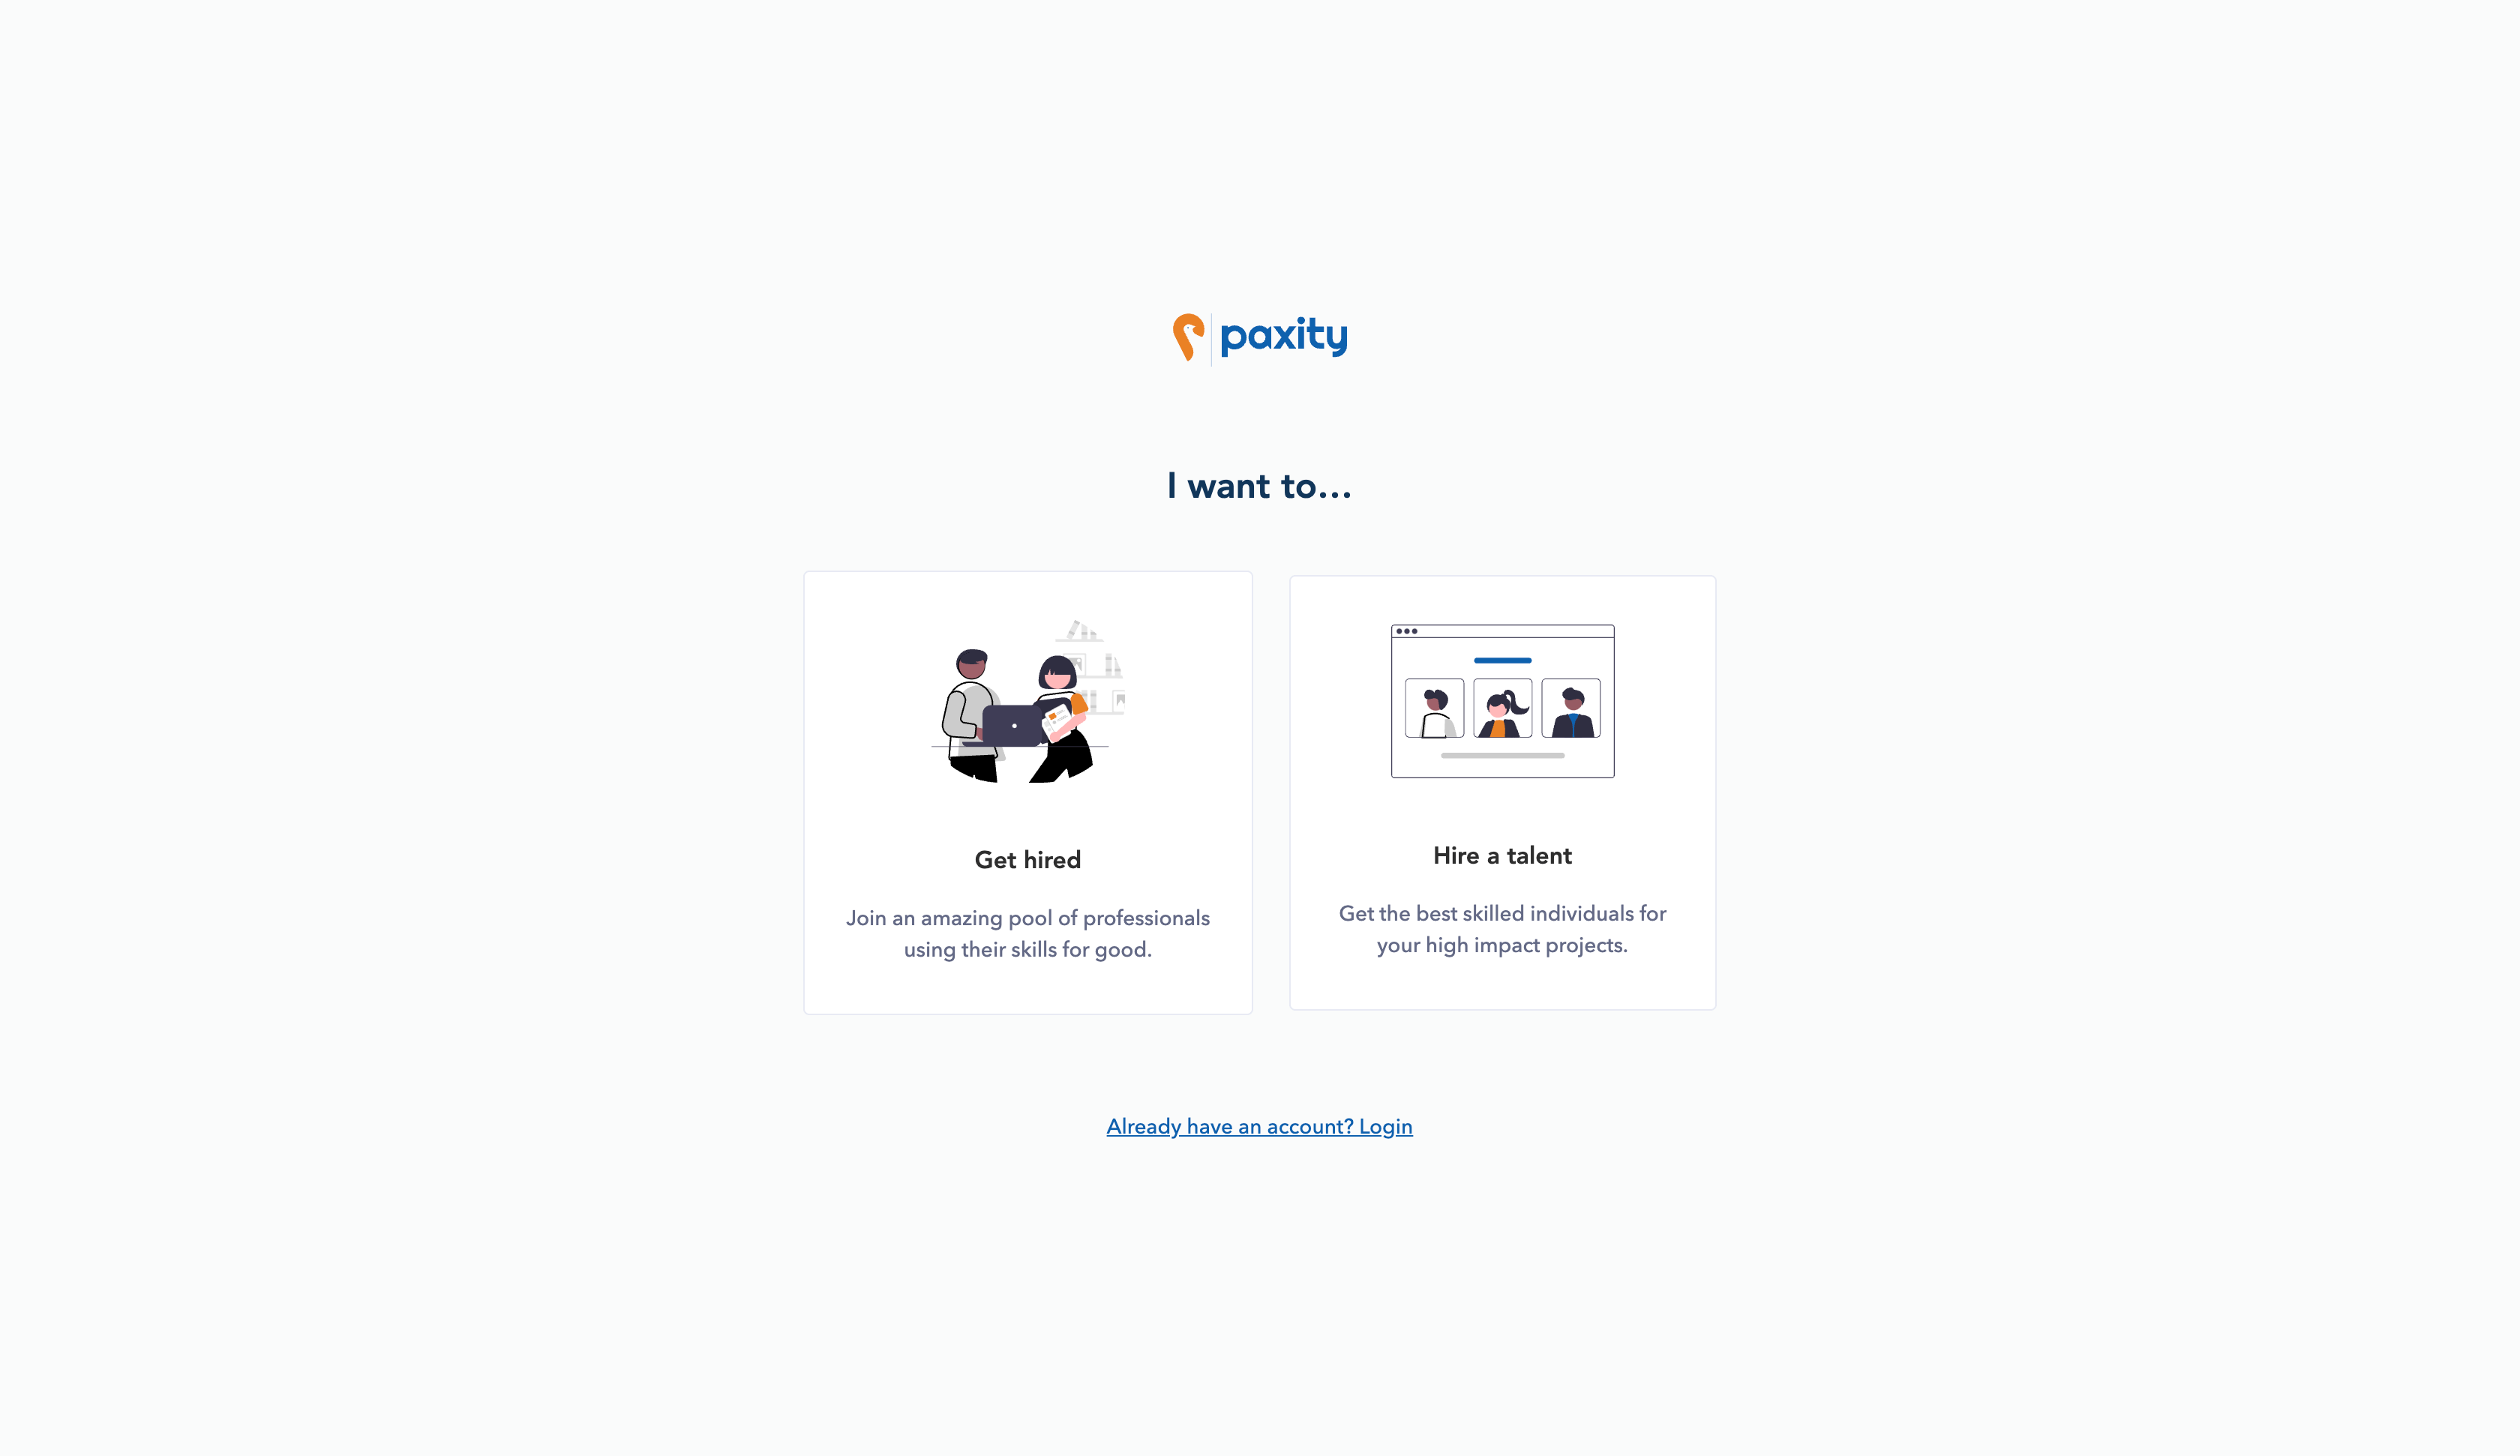 paxity
I want to...
Get hired
Join an amazing pool of professionals
using their skills for good.
Hire a talent
Get the best skilled individuals for
your high impact projects.
Already have an account? Login